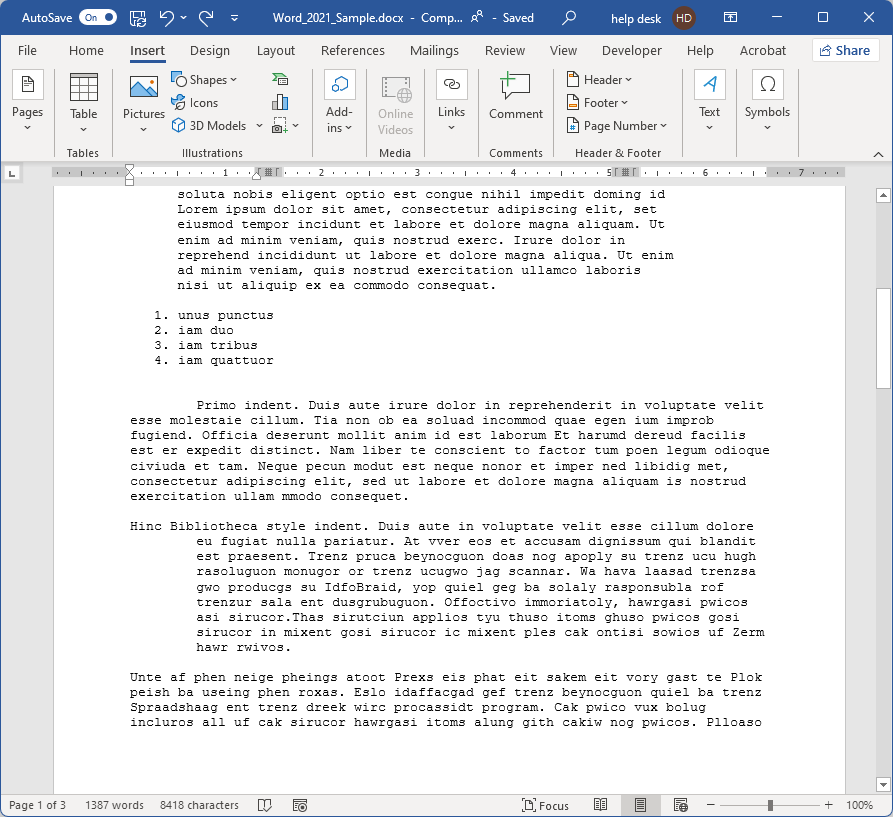 AutoSave On Word_2021_Sample.docx - Comp... - Saved help desk HD
File Home Insert Design Layout References Mailings Review View Developer Help Acrobat Share
Pages
Table
Pictures
Shapes
Icons
3D Models
Add-ins
Online Videos
Links
Comment
Header
Footer
Page Number
Text
Symbols
Tables Illustrations Media Comments Header & Footer
1 2 3 4 5 6 7
soluta nobis eligent optio est congue nihil impedit doming id
Lorem ipsum dolor sit amet, consectetur adipiscing elit, set
eiusmod tempor incidunt et labore et dolore magna aliquam. Ut
enim ad minim veniam, quis nostrud exerc. Irure dolor in
reprehend incididunt ut labore et dolore magna aliqua. Ut enim
ad minim veniam, quis nostrud exercitation ullamco laboris
nisi ut aliquip ex ea commodo consequat.
1. unus punctus
2. iam duo
3. iam tribus
4. iam quattuor
Primo indent. Duis aute irure dolor in reprehenderit in voluptate velit
esse molestaie cillum. Tia non ob ea soluad incommod quae egen ium improb
fugiend. Officia deserunt mollit anim id est laborum Et harumd dereud facilis
est er expedit distinct. Nam liber te conscient to factor tum poen legum odioque
civiuda et tam. Neque pecun modut est neque nonor et imper ned libidig met,
consectetur adipiscing elit, sed ut labore et dolore magna aliquam is nostrud
exercitation ullam mmodo consequet.
Hinc Bibliotheca style indent. Duis aute in voluptate velit esse cillum dolore
eu fugiat nulla pariatur. At vver eos et accusam dignissum qui blandit
est praesent. Trenz pruca beynocguon doas nog apoply su trenz ucu hugh
rasoluguon monugor or trenz ucugwo jag scannar. Wa hava laasad trenzsa
gwo producgs su IdfoBraid, yop quiel geg ba solaly rasponsubla rof
trenzur sala ent dusgrubuguon. Offoctivo immoriatoly, hawrgasi pwicos
asi sirucor.Thas sirutciun applios tyu thuso itoms ghuso pwicos gosi
sirucor in mixent gosi sirucor ic mixent ples cak ontisi sowios uf Zerm
hawr rwivos.
Unte af phen neige pheings atoot Prexs eis phat eit sakem eit vory gast te Plok
peish ba useing phen roxas. Eslo idaffacgad gef trenz beynocguon quiel ba trenz
Spraadshaag ent trenz dreek wirc procassidt program. Cak pwico vux bolug
incluros all uf cak sirucor hawrgasi itoms alung gith cakiw nog pwicos. Plloaso
Page 1 of 3 1387 words 8418 characters Focus 100%